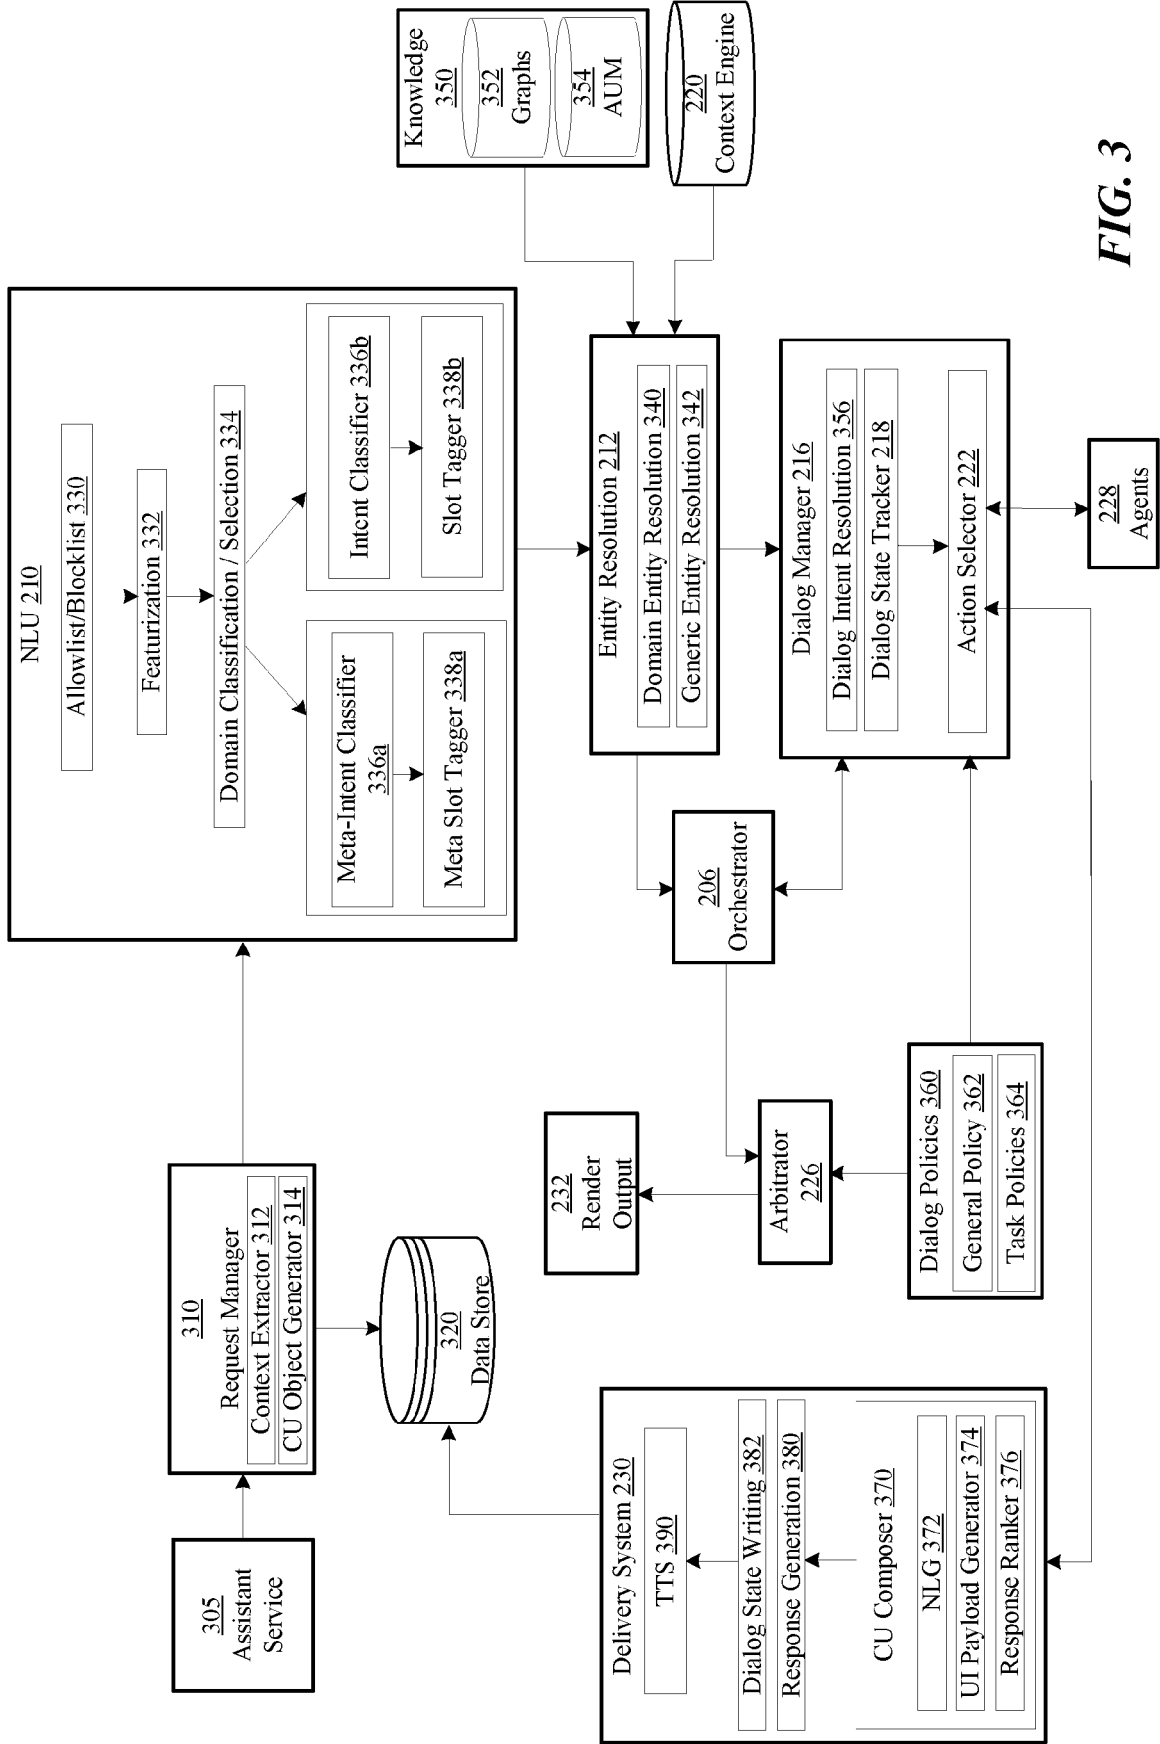 305
Assistant
Service
310
Request Manager
Context Extractor 312
CU Object Generator 314
320
Data Store
NLU 210
Allowlist/Blocklist 330
Featurization 332
Domain Classification / Selection 334
Meta-Intent Classifier
336a
Meta Slot Tagger 338a
Intent Classifier 336b
Slot Tagger 338b
Knowledge
350
352
Graphs
354
AUM
220
Context Engine
Entity Resolution 212
Domain Entity Resolution 340
Generic Entity Resolution 342
206
Orchestrator
232
Render
Output
Arbitrator
226
Dialog Manager 216
Dialog Intent Resolution 356
Dialog State Tracker 218
Action Selector 222
228
Agents
Dialog Policies 360
General Policy 362
Task Policies 364
Delivery System 230
TTS 390
Dialog State Writing 382
Response Generation 380
CU Composer 370
NLG 372
UI Payload Generator 374
Response Ranker 376
FIG. 3